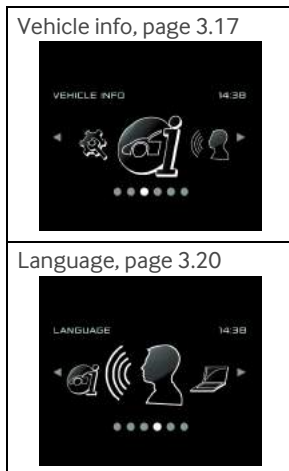 Vehicle info, page 3.17
VEHICLE INFO 14:38
Language, page 3.20
LANGUAGE 14:38